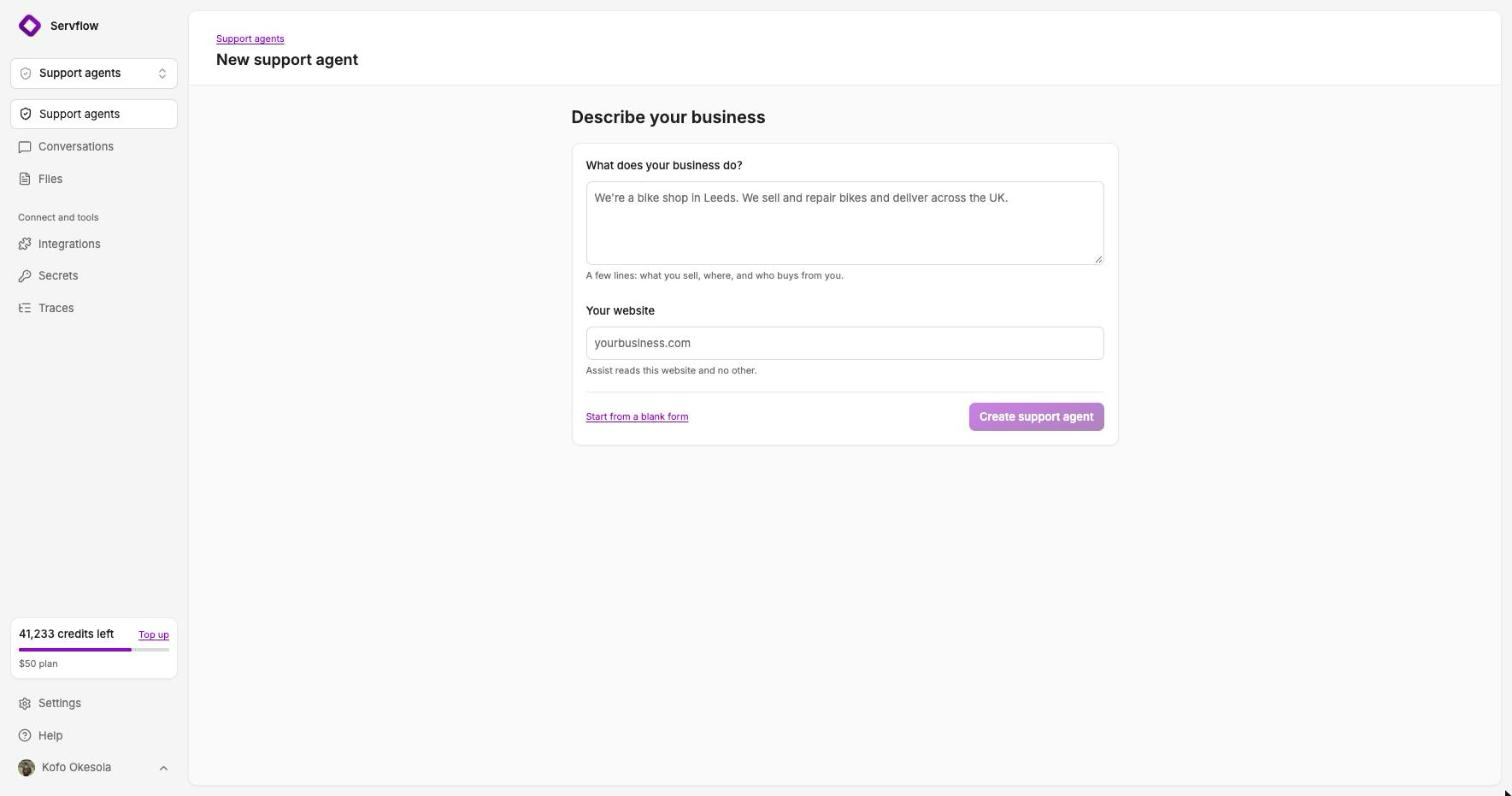 Servflow
Support agents
Support agents
Conversations
Files
Connect and tools
Integrations
Secrets
Traces
41,233 credits left
Top up
$50 plan
Settings
Help
Kofo Okesola
Support agents
New support agent
Describe your business
What does your business do?
We're a bike shop in Leeds. We sell and repair bikes and deliver across the UK.
A few lines: what you sell, where, and who buys from you.
Your website
yourbusiness.com
Assist reads this website and no other.
Start from a blank form
Create support agent